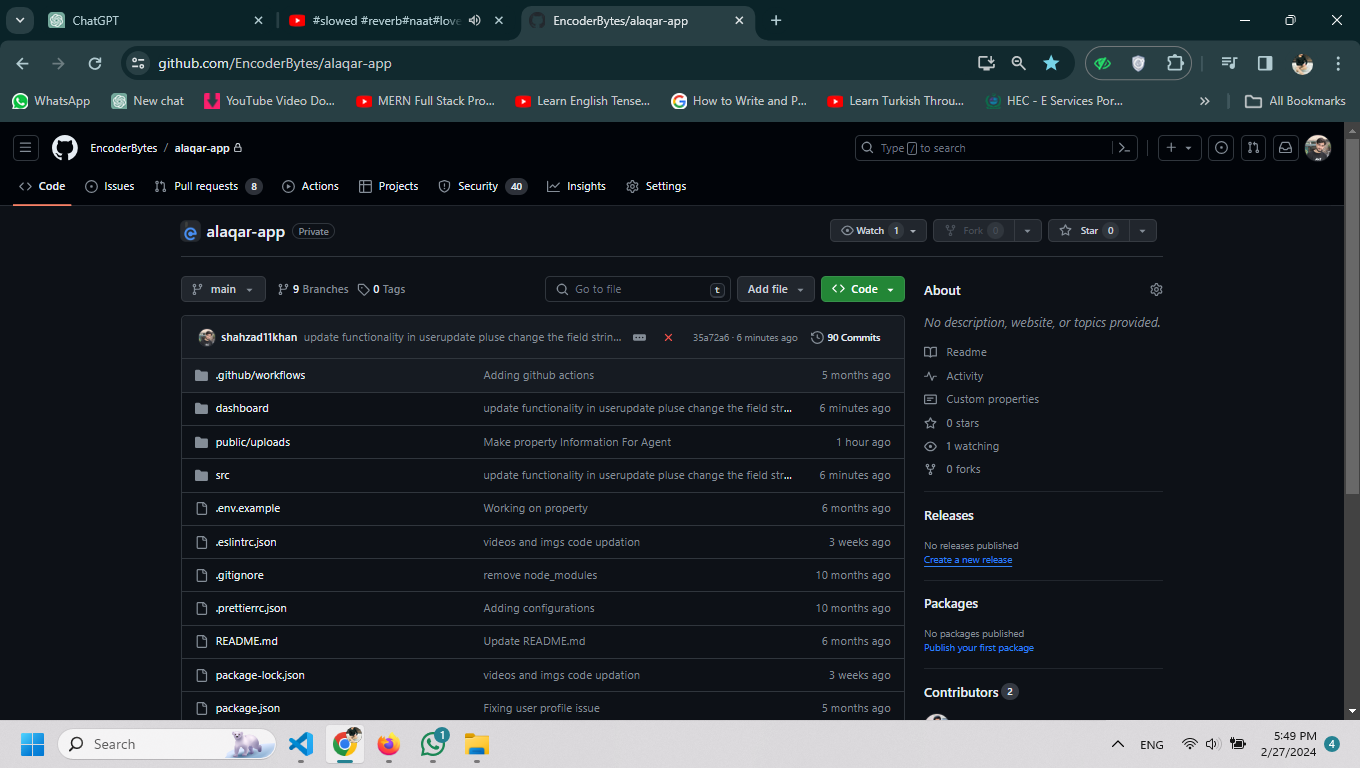 ChatGPT
#slowed #reverb#naat#love
EncoderBytes/alaqar-app
github.com/EncoderBytes/alaqar-app
WhatsApp
New chat
YouTube Video Do...
MERN Full Stack Pro...
Learn English Tense...
How to Write and P...
Learn Turkish Throu...
HEC - E Services Por...
All Bookmarks
EncoderBytes / alaqar-app
Type / to search
Code
Issues
Pull requests 8
Actions
Projects
Security 40
Insights
Settings
alaqar-app Private
Watch 1
Fork 0
Star 0
main
9 Branches
0 Tags
Go to file t
Add file
Code
shahzad11khan update functionality in userupdate pluse change the field strin... 35a72a6 · 6 minutes ago 90 Commits
.github/workflows Adding github actions 5 months ago
dashboard update functionality in userupdate pluse change the field str... 6 minutes ago
public/uploads Make property Information For Agent 1 hour ago
src update functionality in userupdate pluse change the field str... 6 minutes ago
.env.example Working on property 6 months ago
.eslintrc.json videos and imgs code updation 3 weeks ago
.gitignore remove node_modules 10 months ago
.prettierrc.json Adding configurations 10 months ago
README.md Update README.md 6 months ago
package-lock.json videos and imgs code updation 3 weeks ago
package.json Fixing user profile issue 5 months ago
About
No description, website, or topics provided.
Readme
Activity
Custom properties
0 stars
1 watching
0 forks
Releases
No releases published
Create a new release
Packages
No packages published
Publish your first package
Contributors 2
Search
1
ENG
5:49 PM
2/27/2024
4